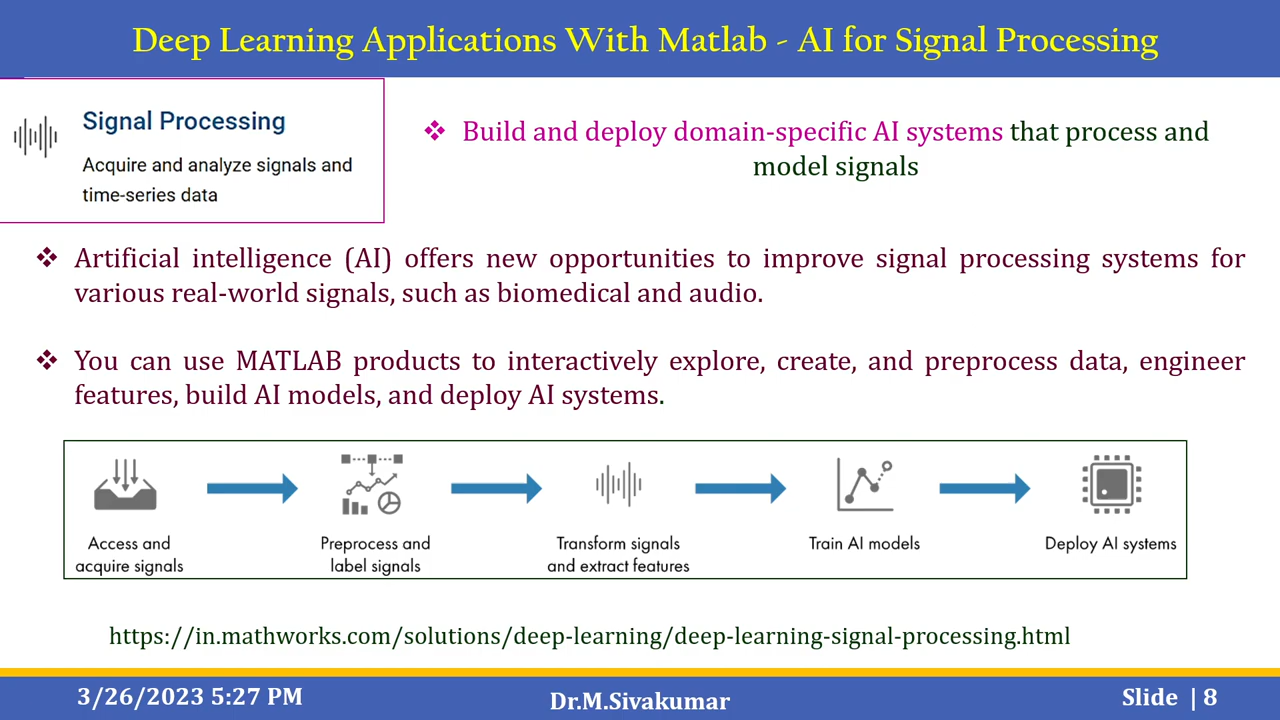 Deep Learning Applications With Matlab - AI for Signal Processing
Signal Processing
Acquire and analyze signals and
time-series data
❖ Build and deploy domain-specific AI systems that process and
model signals
❖ Artificial intelligence (AI) offers new opportunities to improve signal processing systems for
various real-world signals, such as biomedical and audio.
❖ You can use MATLAB products to interactively explore, create, and preprocess data, engineer
features, build AI models, and deploy AI systems.
Access and
acquire signals
Preprocess and
label signals
Transform signals
and extract features
Train AI models
Deploy AI systems
https://in.mathworks.com/solutions/deep-learning/deep-learning-signal-processing.html
3/26/2023 5:27 PM
Dr.M.Sivakumar
Slide | 8